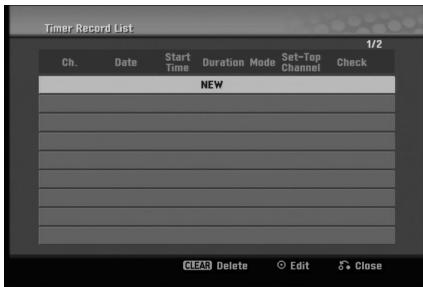 Timer Record List
1/2
Ch. Date Start Time Duration Mode Set-Top Channel Check
NEW
CLEAR Delete Edit Close